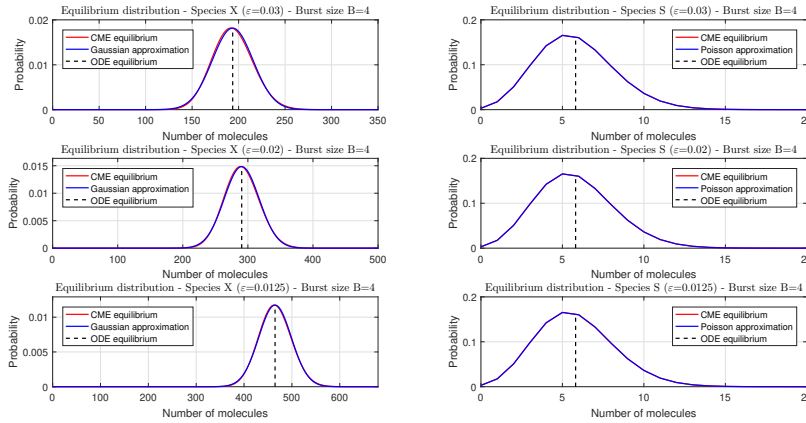 Equilibrium distribution - Species X (ε=0.03) - Burst size B=4
0.02
0.01
0
Probability
CME equilibrium
Gaussian approximation
ODE equilibrium
0 50 100 150 200 250 300 350
Number of molecules
Equilibrium distribution - Species S (ε=0.03) - Burst size B=4
0.2
0.1
0
Probability
CME equilibrium
Poisson approximation
ODE equilibrium
0 5 10 15 20
Number of molecules
Equilibrium distribution - Species X (ε=0.02) - Burst size B=4
0.015
0.01
0.005
0
Probability
CME equilibrium
Gaussian approximation
ODE equilibrium
0 100 200 300 400 500
Number of molecules
Equilibrium distribution - Species S (ε=0.02) - Burst size B=4
0.2
0.1
0
Probability
CME equilibrium
Poisson approximation
ODE equilibrium
0 5 10 15 20
Number of molecules
Equilibrium distribution - Species X (ε=0.0125) - Burst size B=4
0.01
0.005
0
Probability
CME equilibrium
Gaussian approximation
ODE equilibrium
0 100 200 300 400 500 600
Number of molecules
Equilibrium distribution - Species S (ε=0.0125) - Burst size B=4
0.2
0.1
0
Probability
CME equilibrium
Poisson approximation
ODE equilibrium
0 5 10 15 20
Number of molecules